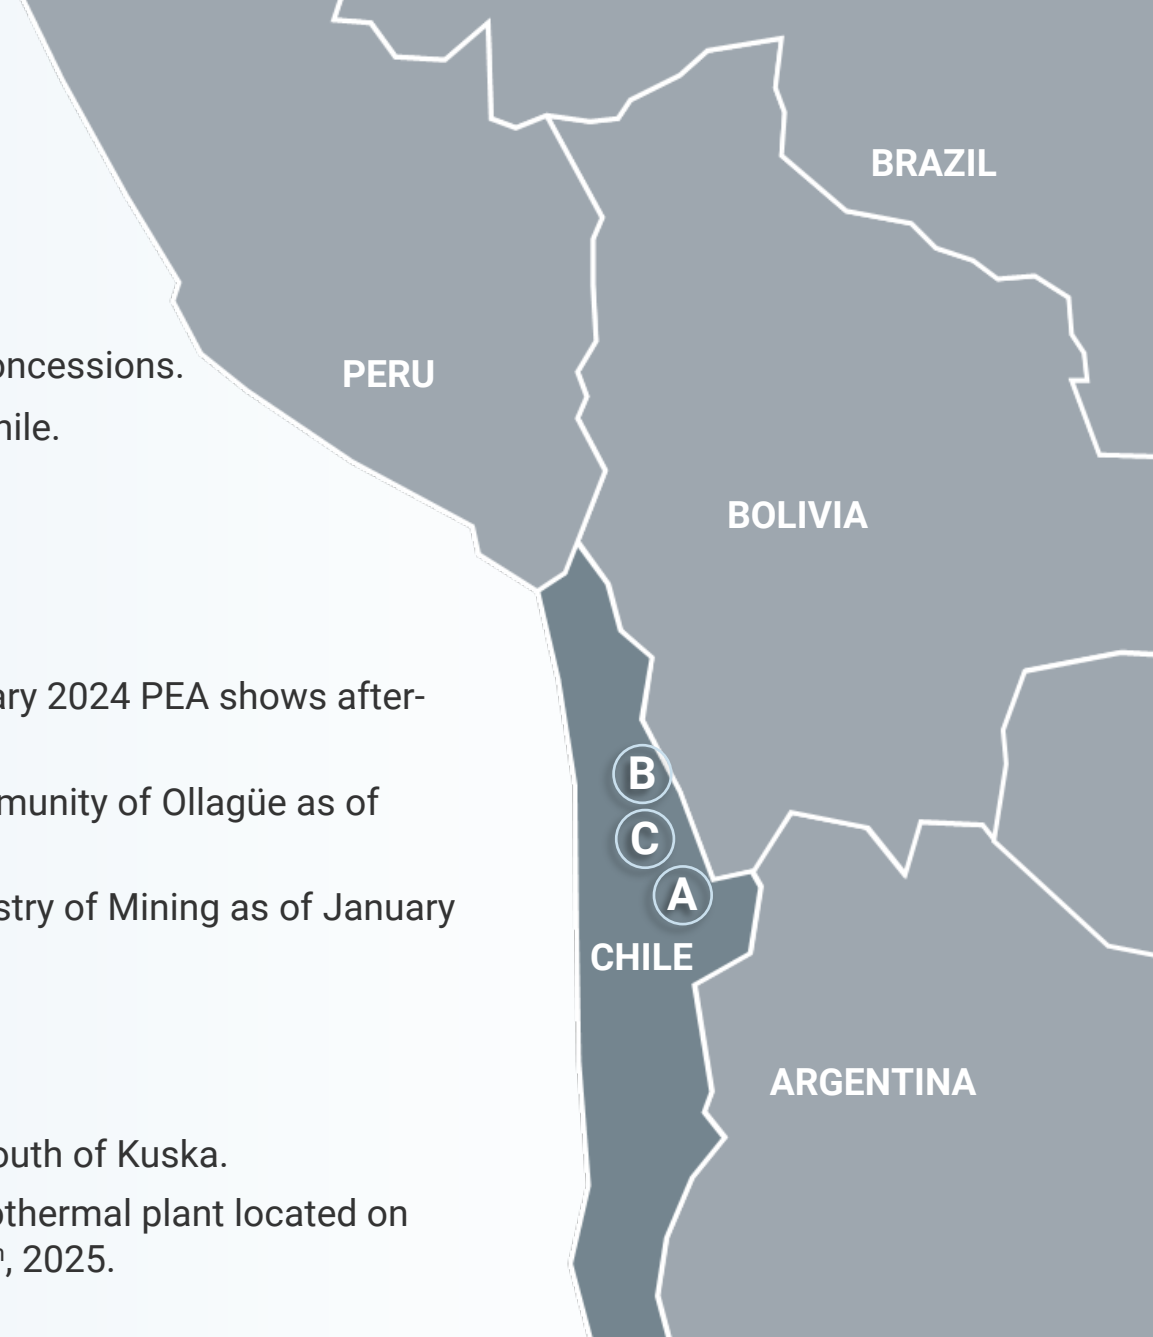 oncessions.
hile.
ary 2024 PEA shows after-
munity of Ollagüe as of
stry of Mining as of January
outh of Kuska.
othermal plant located on
h, 2025.
BRAZIL
PERU
BOLIVIA
B
C
A
CHILE
ARGENTINA